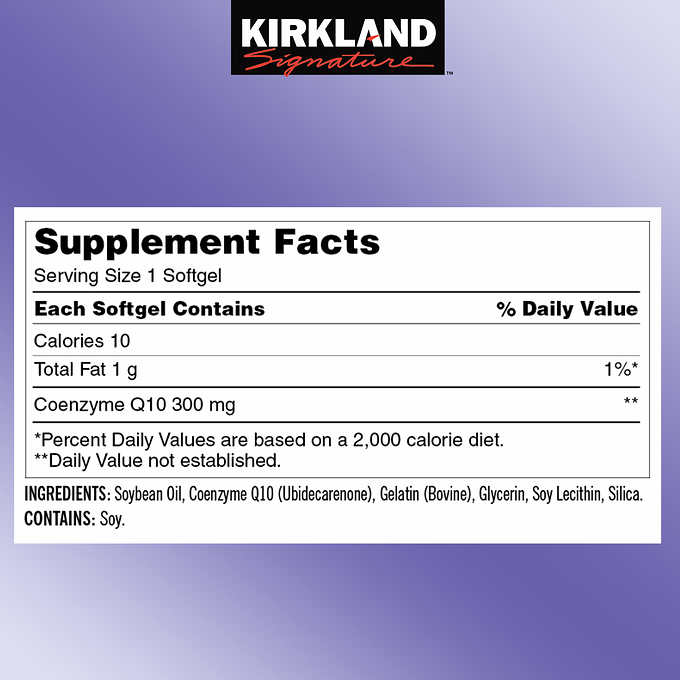 KIRKLAND
Signature™
Supplement Facts
Serving Size 1 Softgel
Each Softgel Contains % Daily Value
Calories 10
Total Fat 1 g 1%*
Coenzyme Q10 300 mg **
*Percent Daily Values are based on a 2,000 calorie diet.
**Daily Value not established.
INGREDIENTS: Soybean Oil, Coenzyme Q10 (Ubidecarenone), Gelatin (Bovine), Glycerin, Soy Lecithin, Silica.
CONTAINS: Soy.